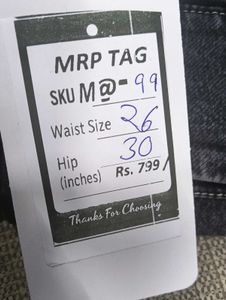 MRP TAG
SKU M@-99
Waist Size 26
Hip 30
(inches) Rs. 799/
Thanks For Choosing